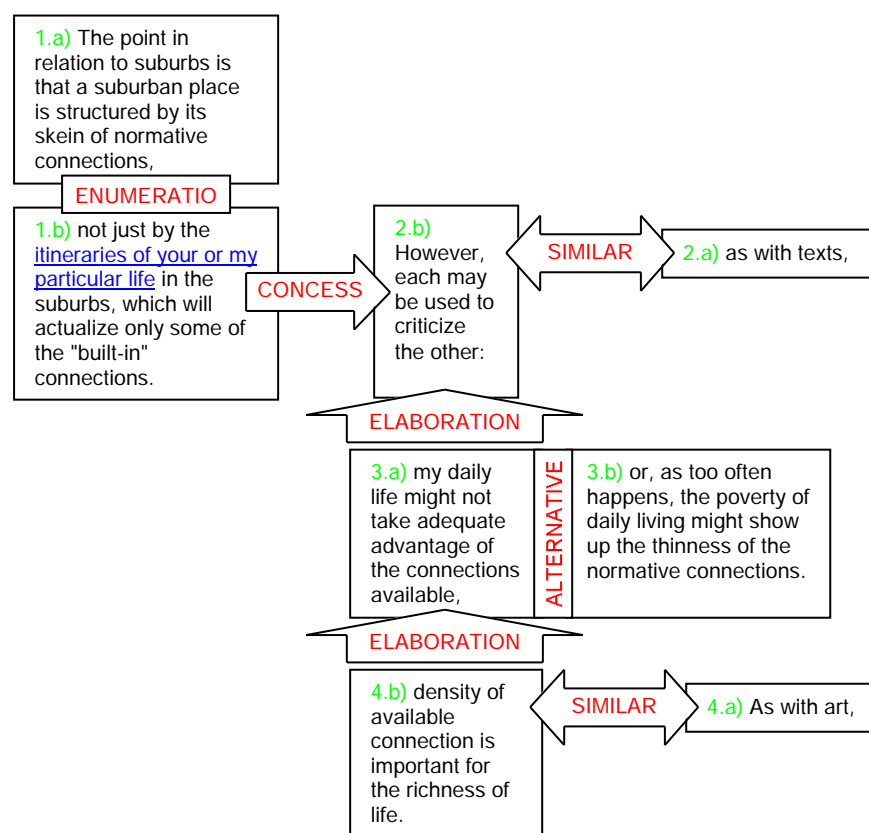 1.a) The point in
relation to suburbs is
that a suburban place
is structured by its
skein of normative
connections,
ENUMERATIO
1.b) not just by the
itineraries of your or my
particular life in the
suburbs, which will
actualize only some of
the "built-in"
connections.
CONCESS
2.b)
However,
each may
be used to
criticize
the other:
SIMILAR
2.a) as with texts,
ELABORATION
3.a) my daily
life might not
take adequate
advantage of
the connections
available,
ALTERNATIVE
3.b) or, as too often
happens, the poverty of
daily living might show
up the thinness of the
normative connections.
ELABORATION
4.b) density of
available
connection is
important for
the richness of
life.
SIMILAR
4.a) As with art,